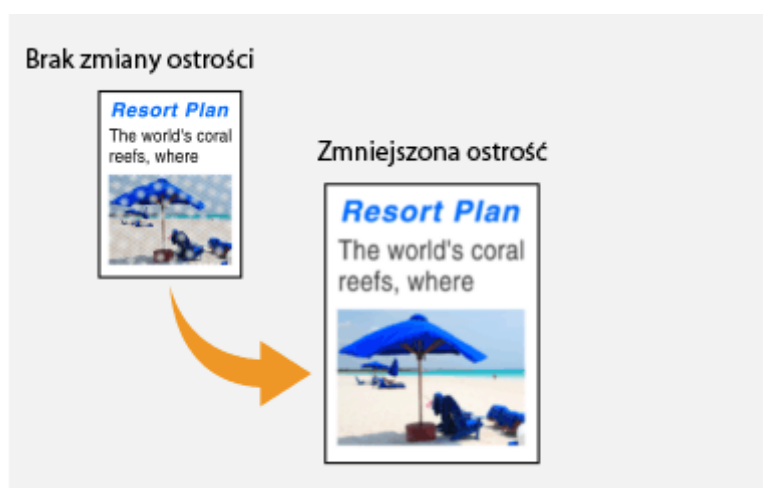 Brak zmiany ostrości
Resort Plan
The world's coral
reefs, where
Zmniejszona ostrość
Resort Plan
The world's coral
reefs, where